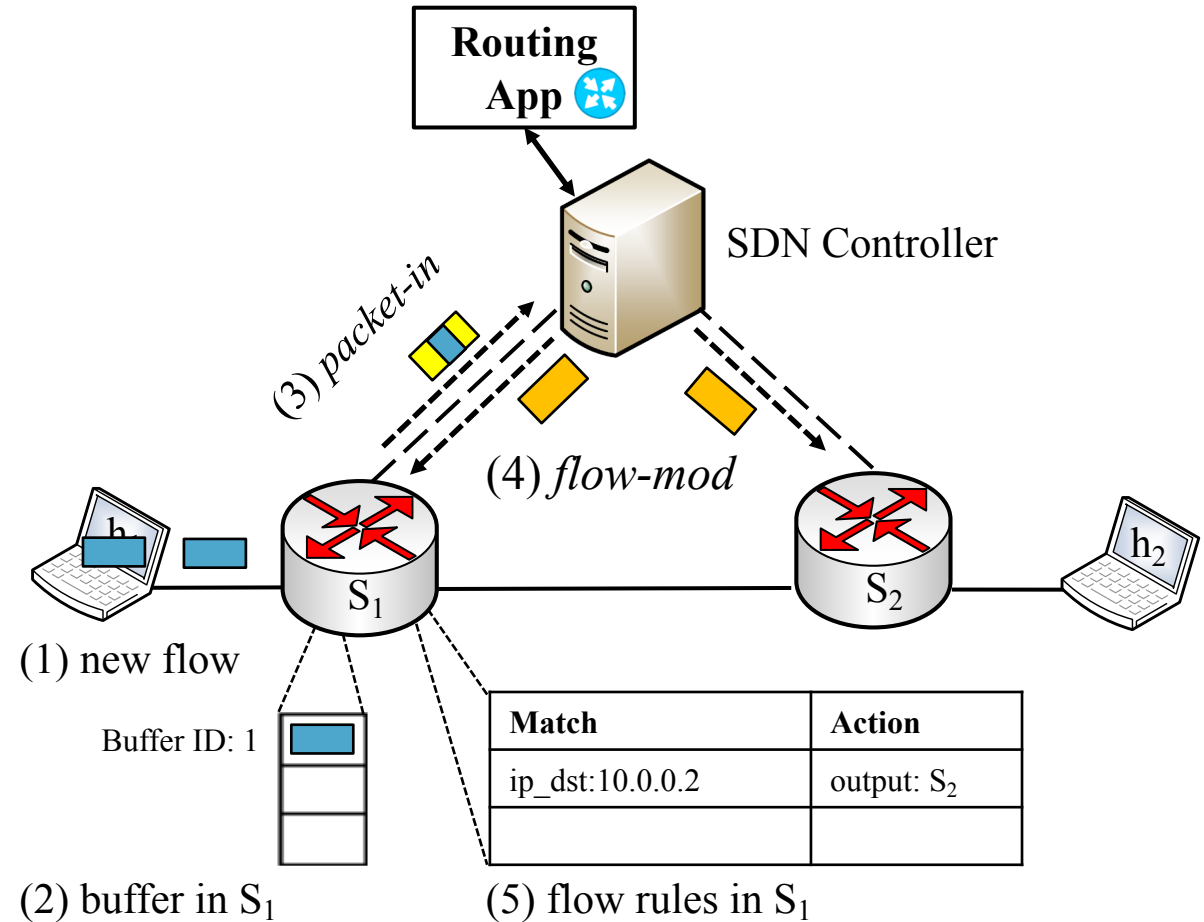 Routing
App
SDN Controller
(3) packet-in
(4) flow-mod
S₁
S₂
h₂
(1) new flow
Buffer ID: 1
Match Action
ip_dst:10.0.0.2 output: S₂
(2) buffer in S₁ (5) flow rules in S₁